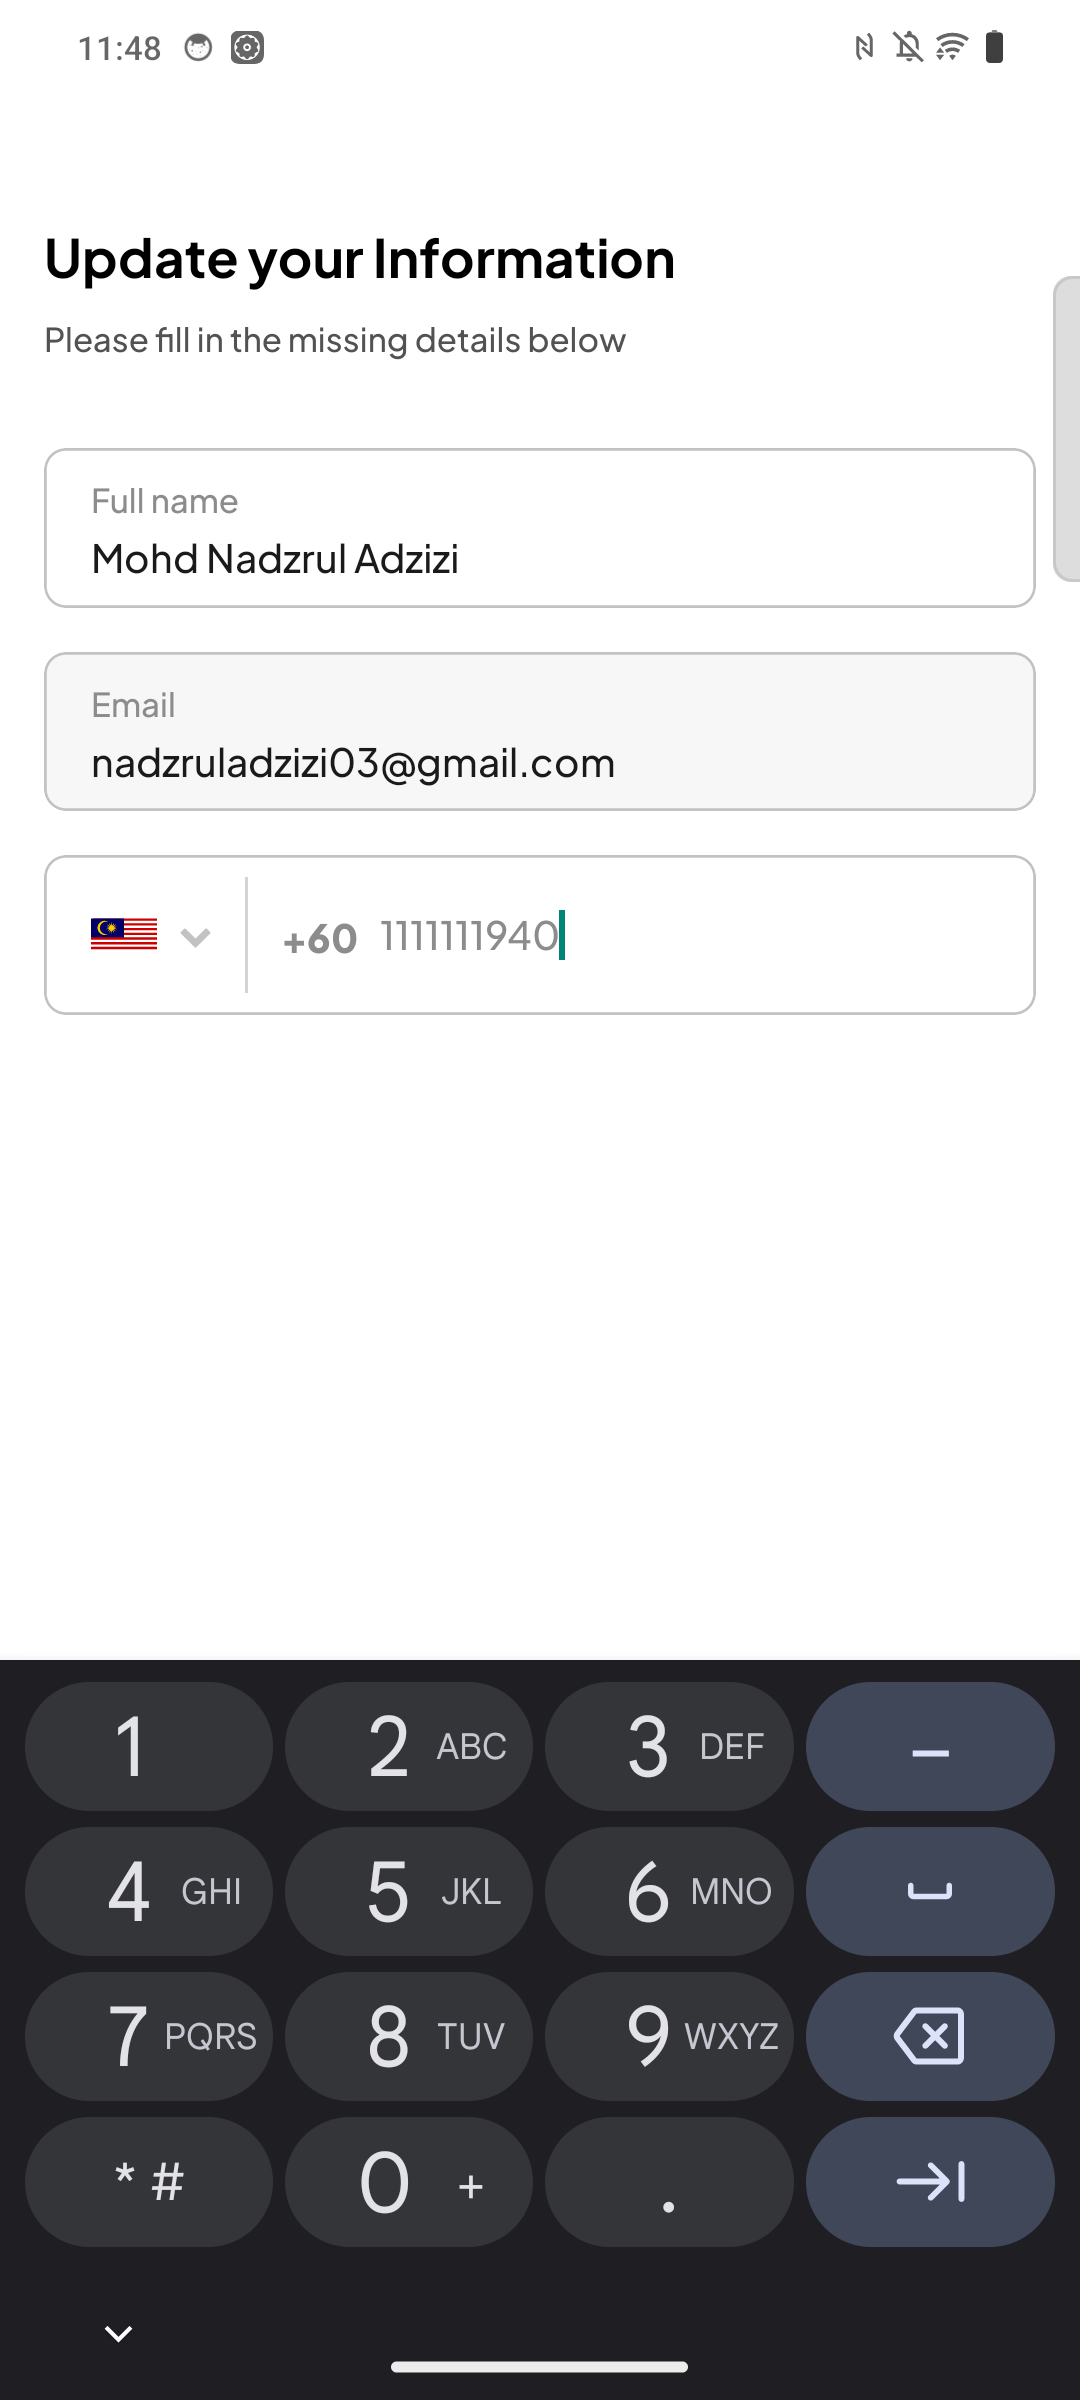 11:48
Update your Information
Please fill in the missing details below
Full name
Mohd Nadzrul Adzizi
Email
nadzruladzizi03@gmail.com
+60 1111111940
1 2 ABC 3 DEF –
4 GHI 5 JKL 6 MNO
7 PQRS 8 TUV 9 WXYZ
* # 0 + .